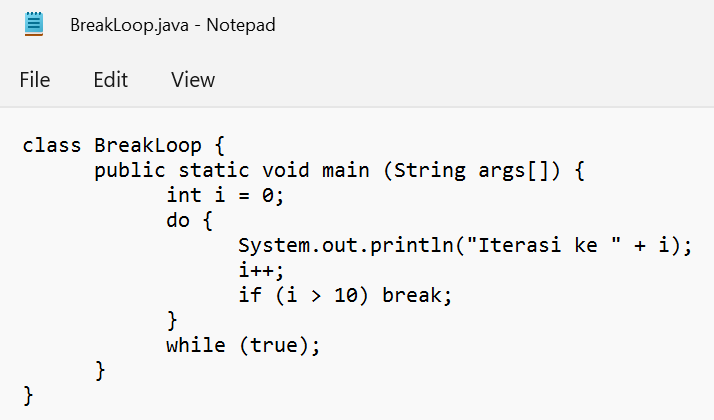 BreakLoop.java - Notepad
File Edit View
class BreakLoop {
public static void main (String args[]) {
int i = 0;
do {
System.out.println("Iterasi ke " + i);
i++;
if (i > 10) break;
}
while (true);
}
}